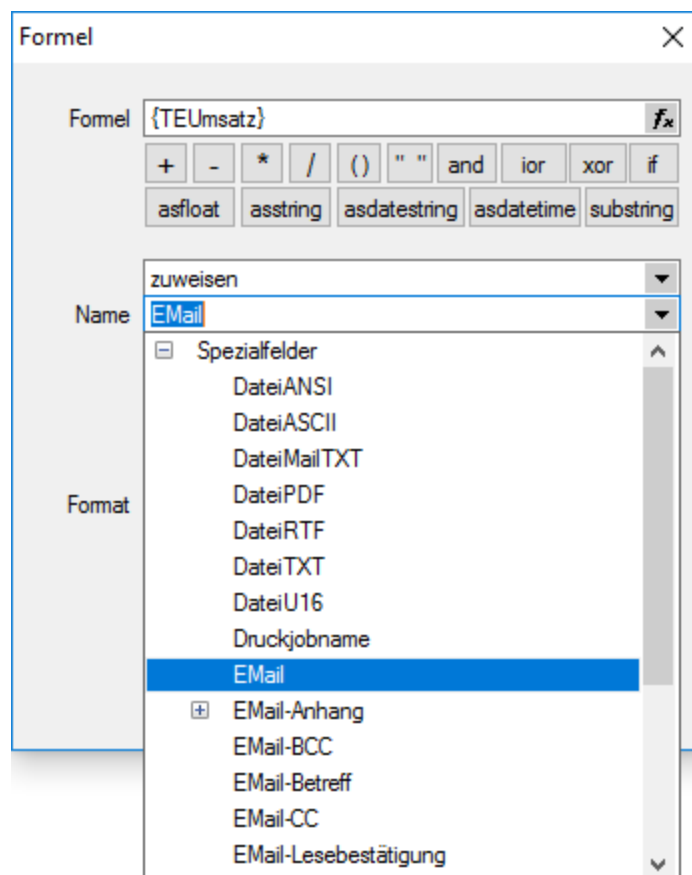 Formel
Formel {TEUmsatz} fx
+ - * / () " " and ior xor if
asfloat asstring asdatestring asdatetime substring
zuweisen
Name EMail
Spezialfelder
DateiANSI
DateiASCII
DateiMailTXT
DateiPDF
Format
DateiRTF
DateiTXT
DateiU16
Druckjobname
EMail
EMail-Anhang
EMail-BCC
EMail-Betreff
EMail-CC
EMail-Lesebestätigung